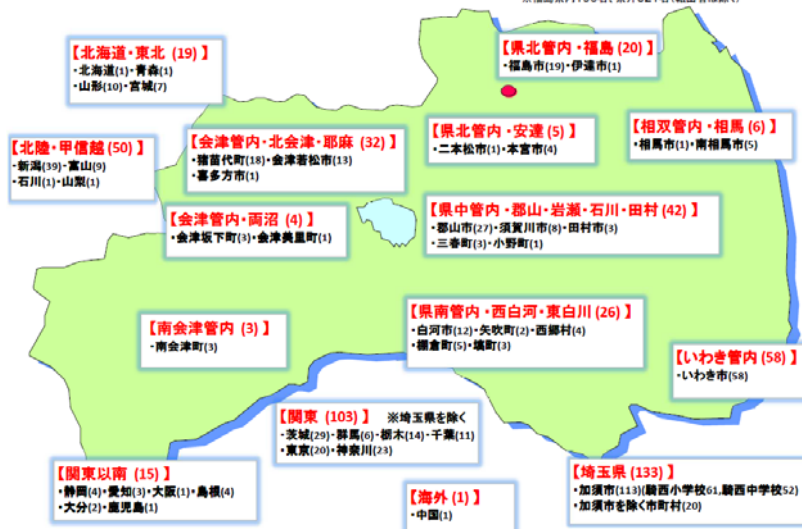 【北海道・東北 (19) 】
・北海道(1)・青森(1)
・山形(10)・宮城(7)
【県北管内・福島 (20) 】
・福島市(19)・伊達市(1)
【北陸・甲信越 (50) 】
・新潟(39)・富山(9)
・石川(1)・山梨(1)
【会津管内・北会津・耶麻 (32) 】
・猪苗代町(18)・会津若松市(13)
・喜多方市(1)
【県北管内・安達 (5) 】
・二本松市(1)・本宮市(4)
【相双管内・相馬 (6) 】
・相馬市(1)・南相馬市(5)
【会津管内・両沼 (4) 】
・会津坂下町(3)・会津美里町(1)
【県中管内・郡山・岩瀬・石川・田村 (42) 】
・郡山市(27)・須賀川市(8)・田村市(3)
・三春町(3)・小野町(1)
【南会津管内 (3) 】
・南会津町(3)
【県南管内・西白河・東白川 (26) 】
・白河市(12)・矢吹町(2)・西郷村(4)
・棚倉町(5)・塙町(3)
【いわき管内 (58) 】
・いわき市(58)
【関東 (103) 】 ※埼玉県を除く
・茨城(29)・群馬(6)・栃木(14)・千葉(11)
・東京(20)・神奈川(23)
【関東以南 (15) 】
・静岡(4)・愛知(3)・大阪(1)・島根(4)
・大分(2)・鹿児島(1)
【海外 (1) 】
・中国(1)
【埼玉県 (133) 】
・加須市(113)(騎西小学校61,騎西中学校52)
・加須市を除く市町村(20)